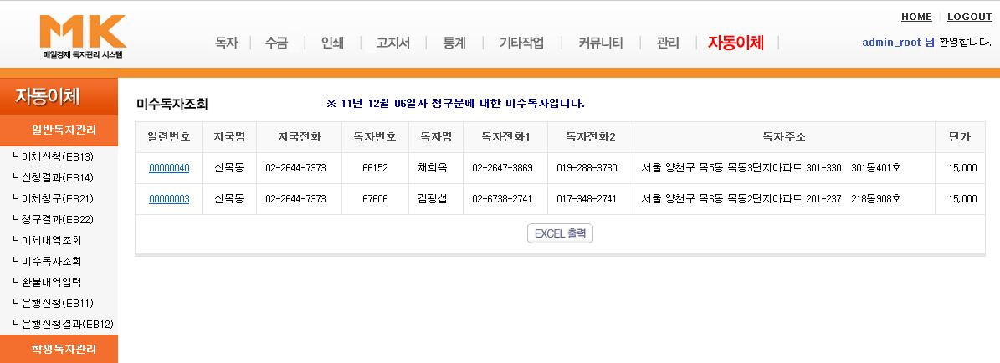 HOME | LOGOUT
MK
매일경제 독자관리 시스템
독자 | 수금 | 인쇄 | 고지서 | 통계 | 기타작업 | 커뮤니티 | 관리 | 자동이체 |
admin_root 님 환영합니다.
자동이체
일반독자관리
└ 이체신청(EB13)
└ 신청결과(EB14)
└ 이체청구(EB21)
└ 청구결과(EB22)
└ 이체내역조회
└ 미수독자조회
└ 환불내역입력
└ 은행신청(EB11)
└ 은행신청결과(EB12)
학생독자관리
미수독자조회 ※ 11년 12월 06일자 청구분에 대한 미수독자입니다.
일련번호 지국명 지국전화 독자번호 독자명 독자전화1 독자전화2 독자주소 단가
00000040 신목동 02-2644-7373 66152 채희옥 02-2647-3869 019-288-3730 서울 양천구 목5동 목동3단지아파트 301-330 301동401호 15,000
00000003 신목동 02-2644-7373 67606 김광섭 02-6738-2741 017-348-2741 서울 양천구 목6동 목동2단지아파트 201-237 218동908호 15,000
EXCEL 출력